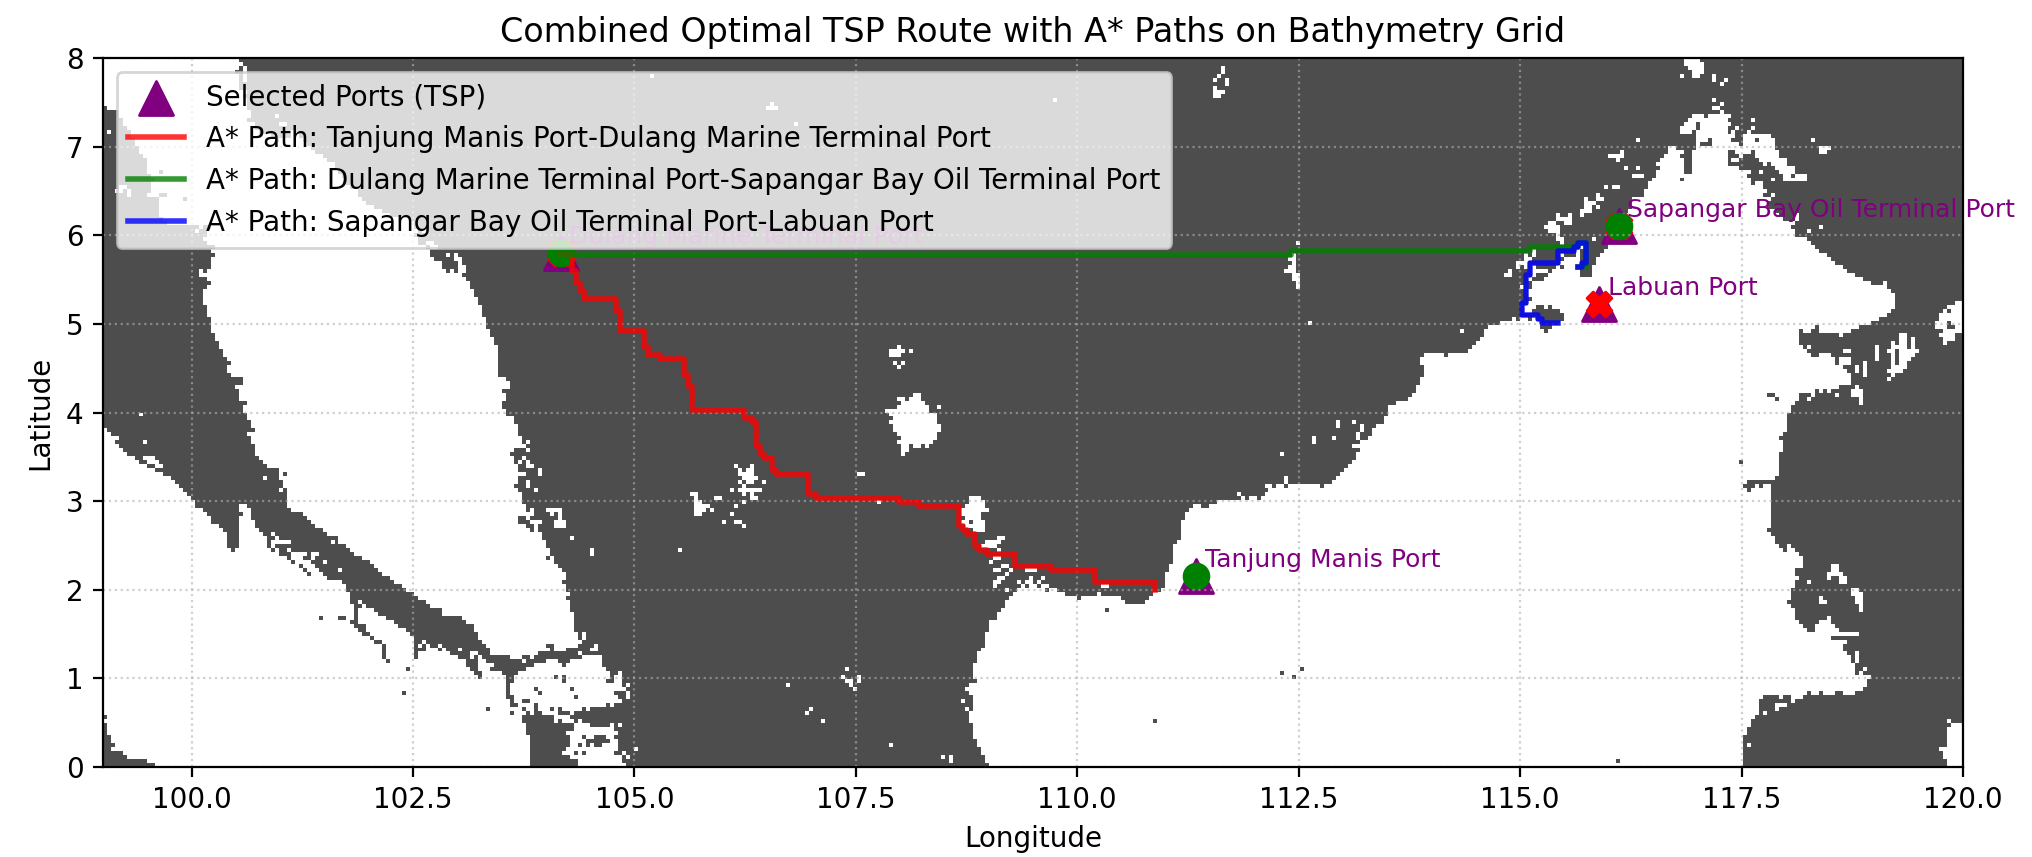 Combined Optimal TSP Route with A* Paths on Bathymetry Grid
Selected Ports (TSP)
A* Path: Tanjung Manis Port-Dulang Marine Terminal Port
A* Path: Dulang Marine Terminal Port-Sapangar Bay Oil Terminal Port
A* Path: Sapangar Bay Oil Terminal Port-Labuan Port
Sapangar Bay Oil Terminal Port
Labuan Port
Tanjung Manis Port
Latitude
8
7
6
5
4
3
2
1
0
100.0 102.5 105.0 107.5 110.0 112.5 115.0 117.5 120.0
Longitude